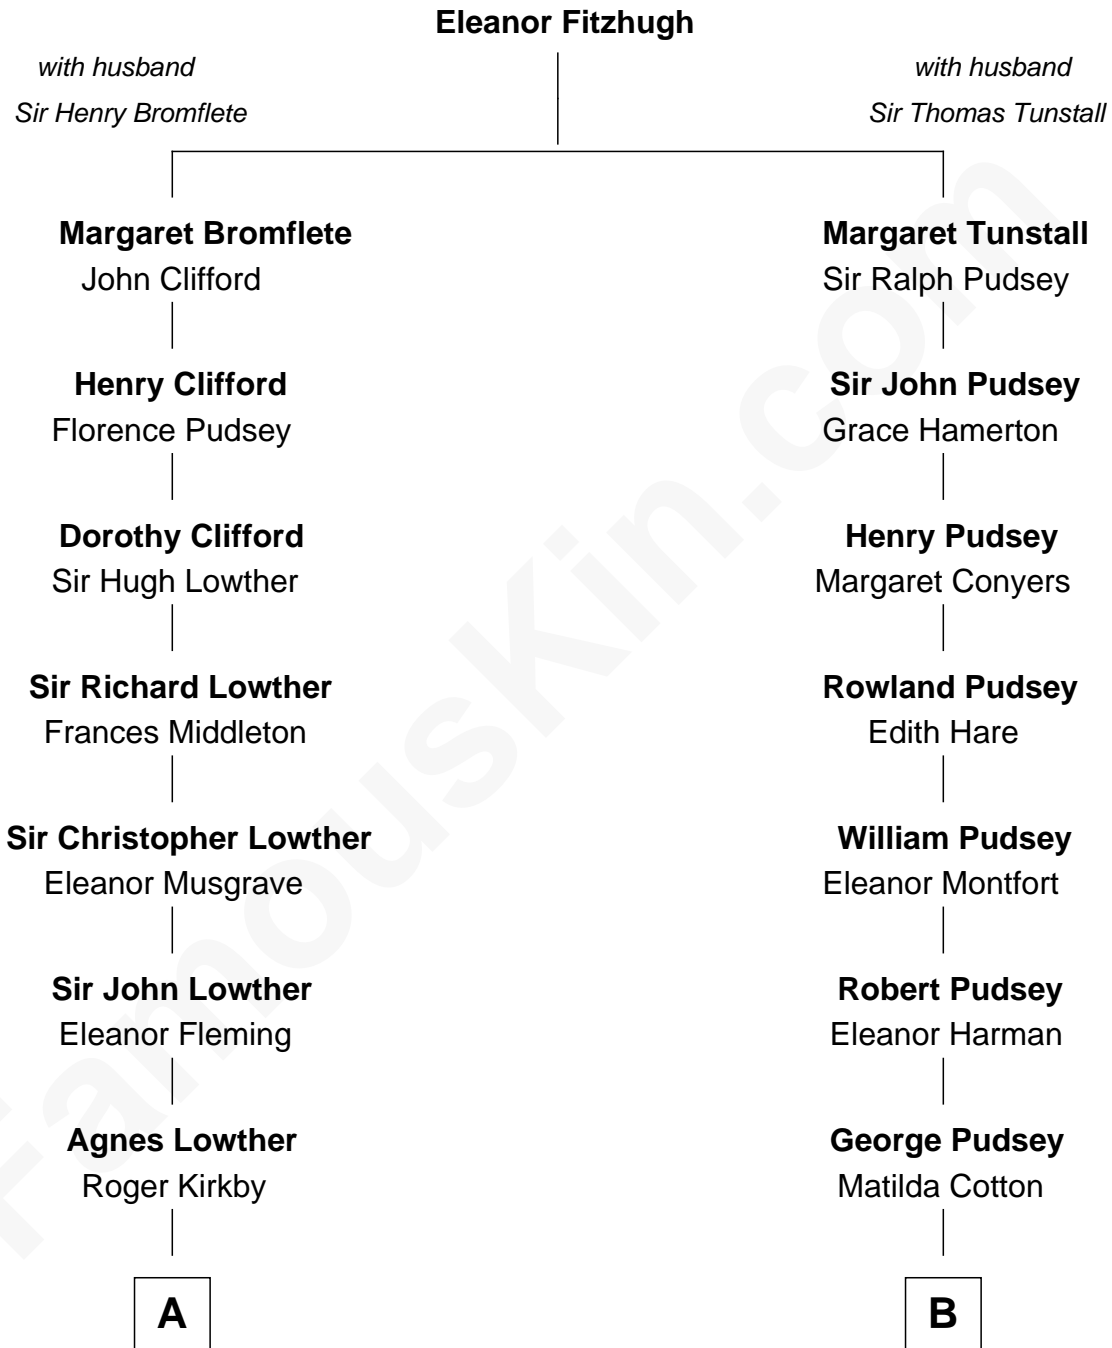 Eleanor Fitzhugh
with husband
Sir Henry Bromflete
with husband
Sir Thomas Tunstall
Margaret Bromflete
John Clifford
Margaret Tunstall
Sir Ralph Pudsey
Henry Clifford
Florence Pudsey
Sir John Pudsey
Grace Hamerton
Dorothy Clifford
Sir Hugh Lowther
Henry Pudsey
Margaret Conyers
Sir Richard Lowther
Frances Middleton
Rowland Pudsey
Edith Hare
Sir Christopher Lowther
Eleanor Musgrave
William Pudsey
Eleanor Montfort
Sir John Lowther
Eleanor Fleming
Robert Pudsey
Eleanor Harman
Agnes Lowther
Roger Kirkby
George Pudsey
Matilda Cotton
A
B
FamousKin.com